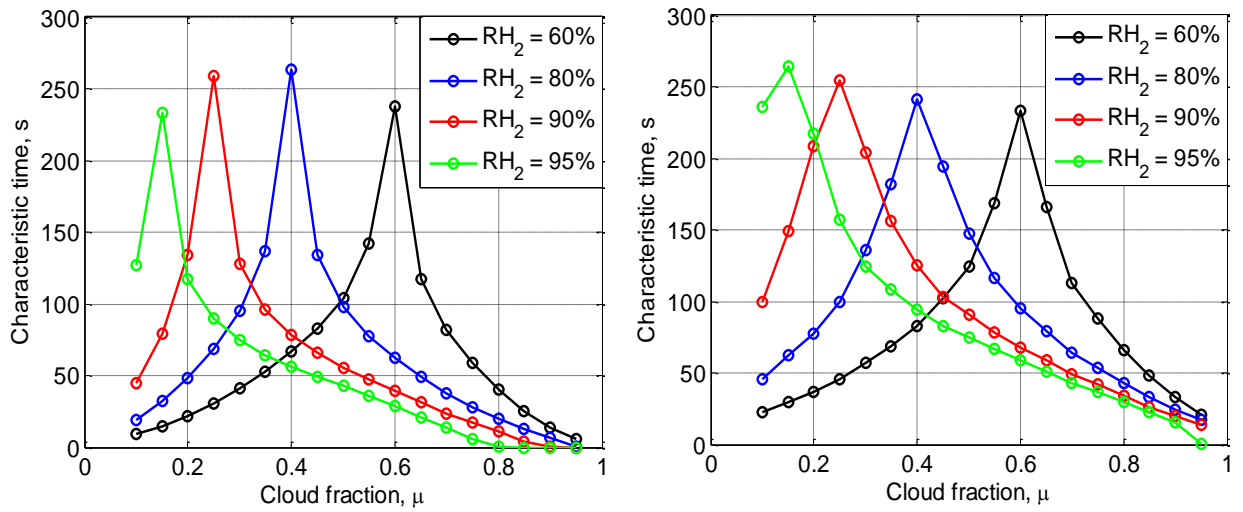 Characteristic time, s
300
250
200
150
100
50
0
0
0.2
0.4
0.6
0.8
1
Cloud fraction, μ
RH2 = 60%
RH2 = 80%
RH2 = 90%
RH2 = 95%
Characteristic time, s
300
250
200
150
100
50
0
0
0.2
0.4
0.6
0.8
1
Cloud fraction, μ
RH2 = 60%
RH2 = 80%
RH2 = 90%
RH2 = 95%